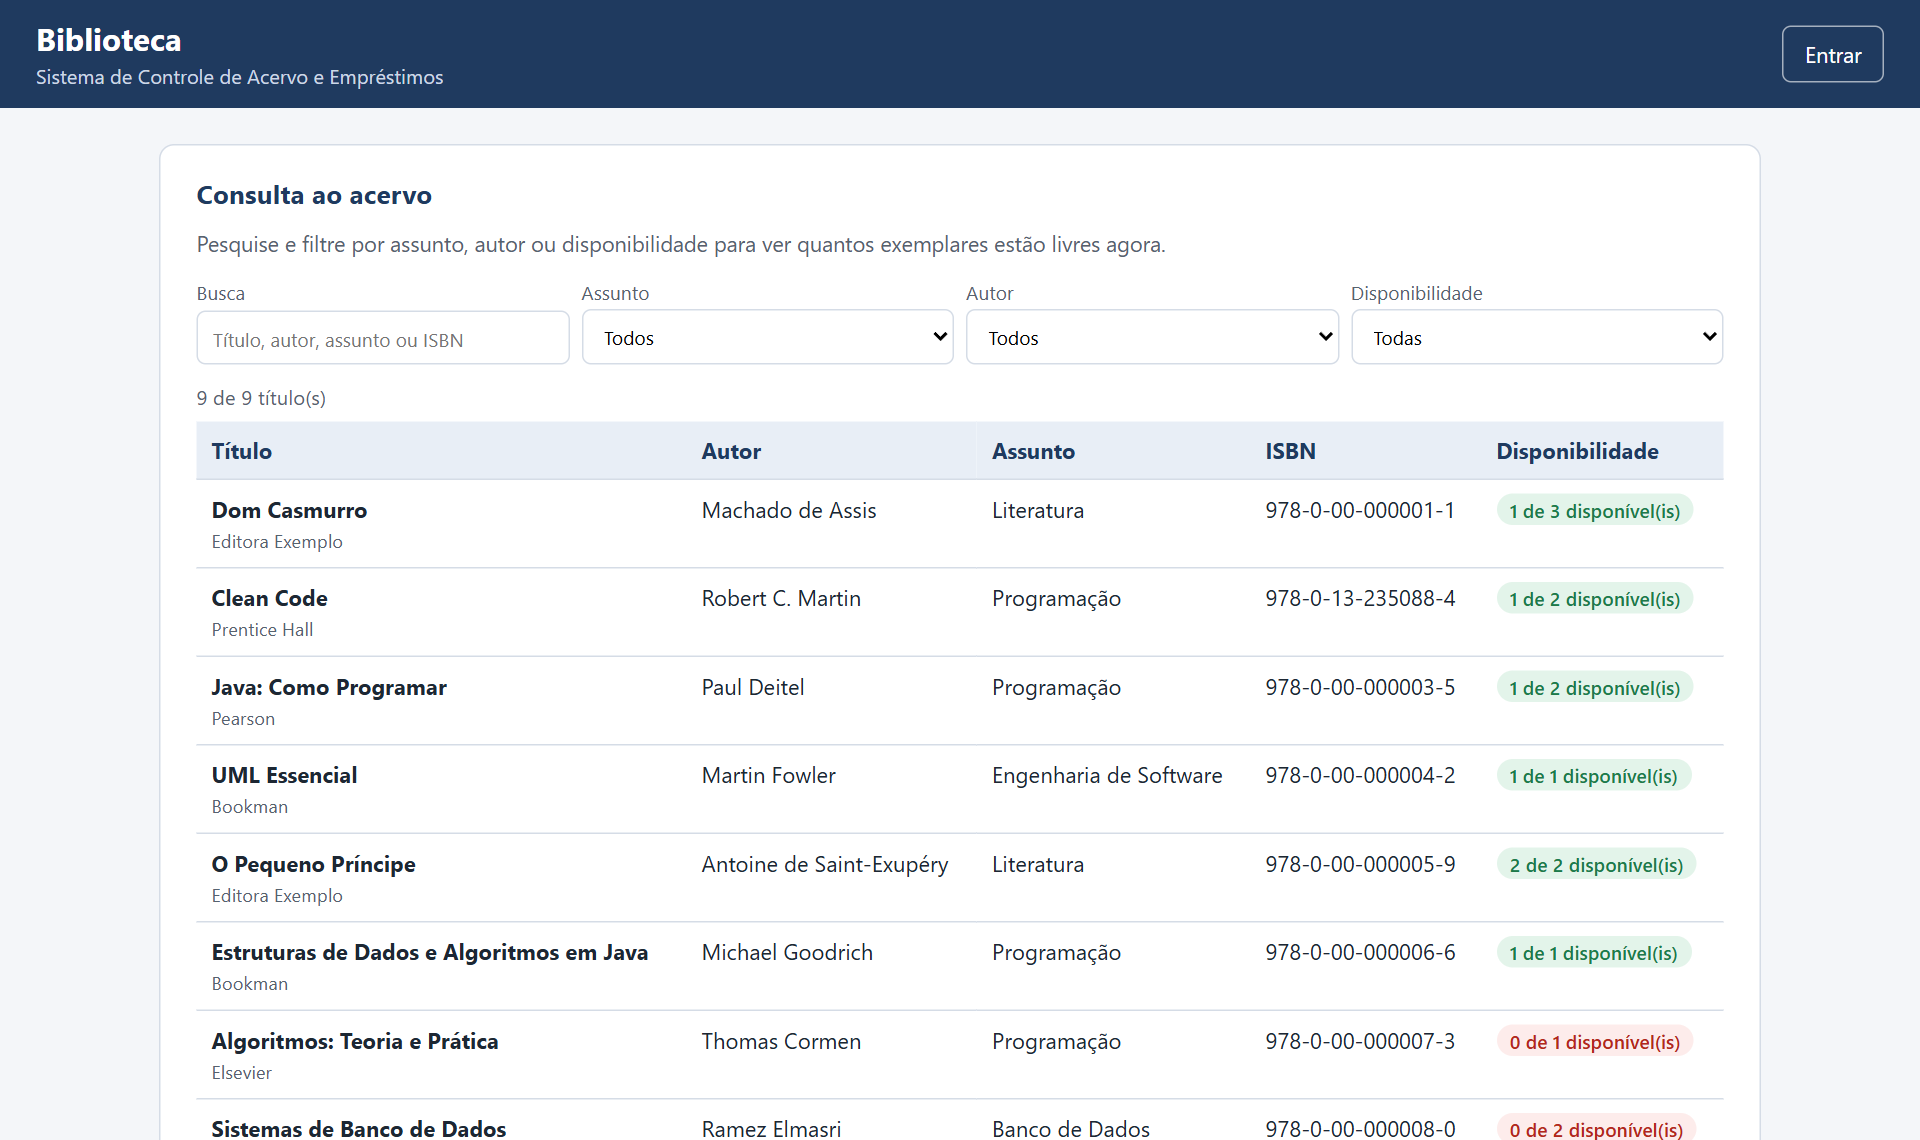 Biblioteca
Sistema de Controle de Acervo e Empréstimos
Entrar
Consulta ao acervo
Pesquise e filtre por assunto, autor ou disponibilidade para ver quantos exemplares estão livres agora.
Busca Assunto Autor Disponibilidade
Título, autor, assunto ou ISBN Todos Todos Todas
9 de 9 título(s)
Título Autor Assunto ISBN Disponibilidade
Dom Casmurro Machado de Assis Literatura 978-0-00-000001-1 1 de 3 disponível(is)
Editora Exemplo
Clean Code Robert C. Martin Programação 978-0-13-235088-4 1 de 2 disponível(is)
Prentice Hall
Java: Como Programar Paul Deitel Programação 978-0-00-000003-5 1 de 2 disponível(is)
Pearson
UML Essencial Martin Fowler Engenharia de Software 978-0-00-000004-2 1 de 1 disponível(is)
Bookman
O Pequeno Príncipe Antoine de Saint-Exupéry Literatura 978-0-00-000005-9 2 de 2 disponível(is)
Editora Exemplo
Estruturas de Dados e Algoritmos em Java Michael Goodrich Programação 978-0-00-000006-6 1 de 1 disponível(is)
Bookman
Algoritmos: Teoria e Prática Thomas Cormen Programação 978-0-00-000007-3 0 de 1 disponível(is)
Elsevier
Sistemas de Banco de Dados Ramez Elmasri Banco de Dados 978-0-00-000008-0 0 de 2 disponível(is)